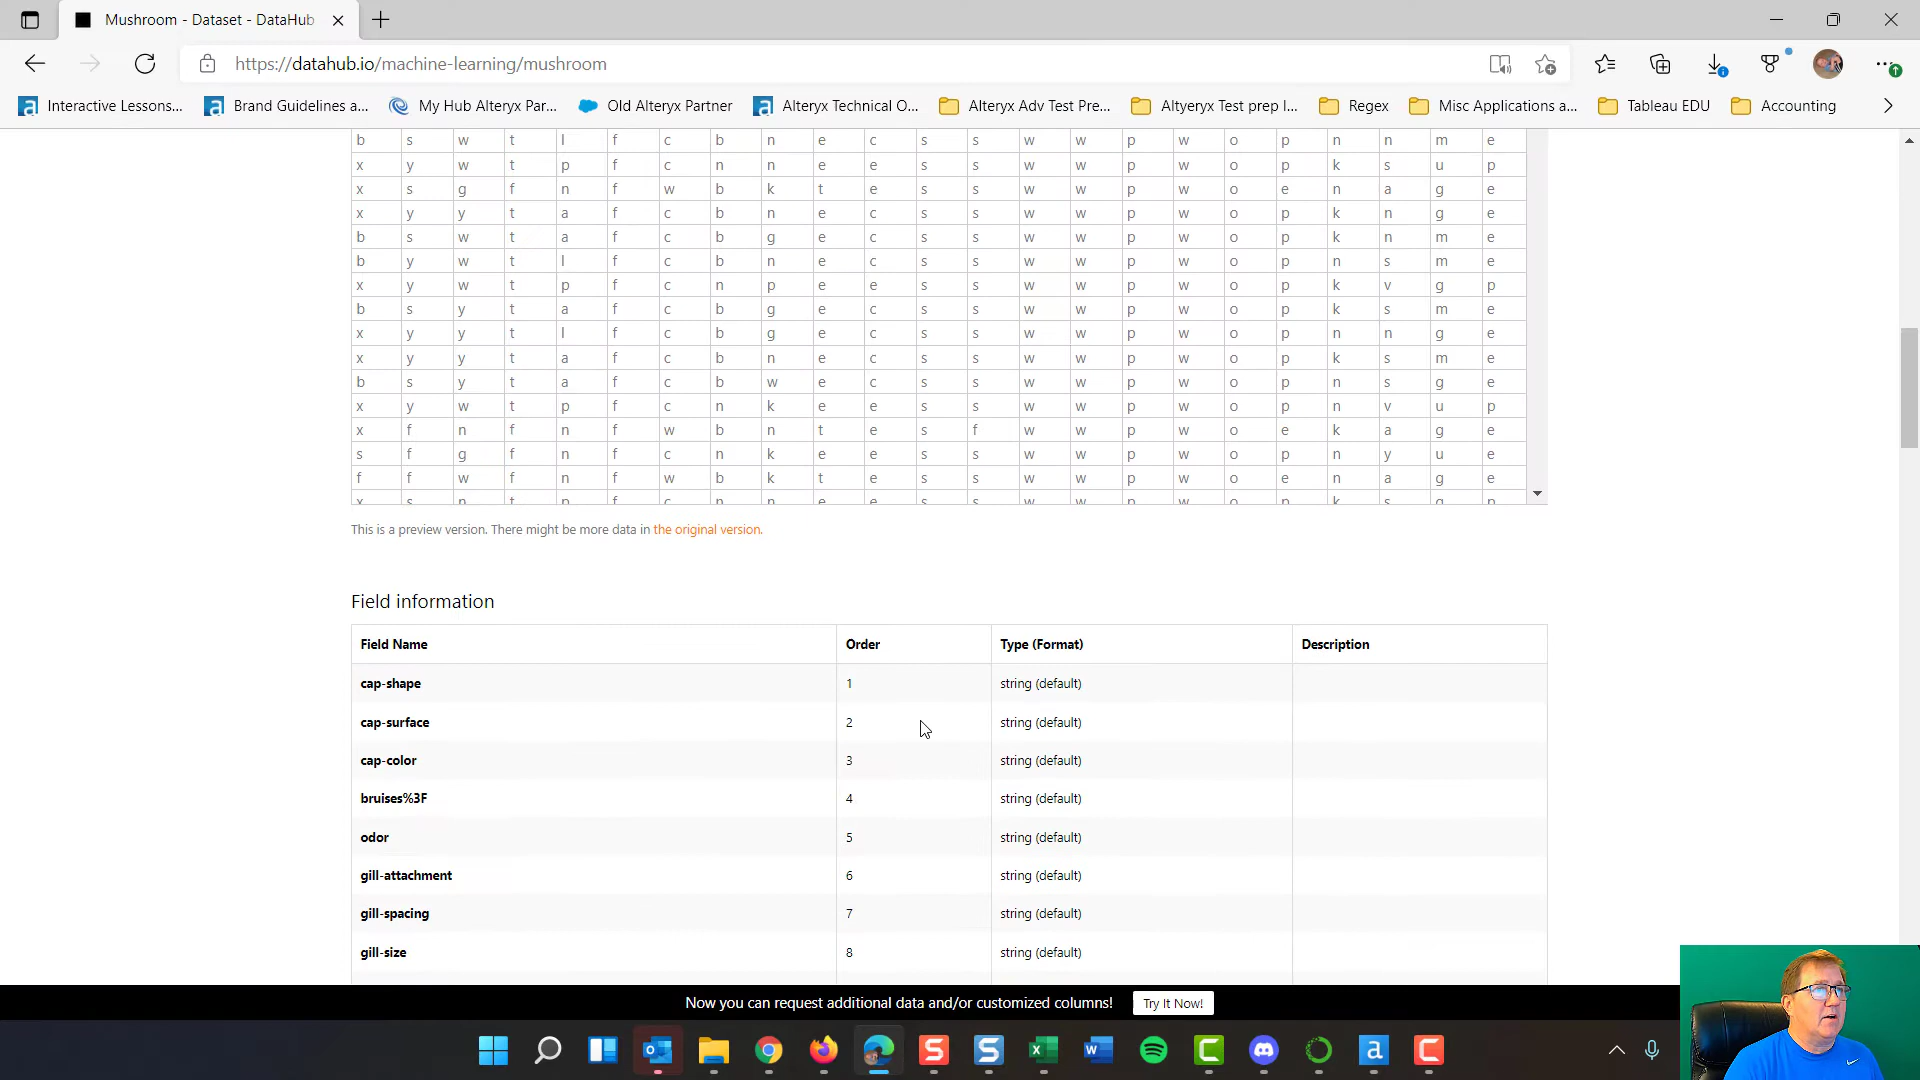 Mushroom - Dataset - DataHub
https://datahub.io/machine-learning/mushroom
Interactive Lessons... Brand Guidelines a... My Hub Alteryx Par... Old Alteryx Partner Alteryx Technical O... Alteryx Adv Test Pre... Altyeryx Test prep I... Regex Misc Applications a... Tableau EDU Accounting
b s w t l f c b n e c s s w w p w o p n n m e
x y w t p f c n n e e s s w w p w o p k s u p
x s g f n f w b k t e s s w w p w o e n a g e
x y y t a f c b n e c s s w w p w o p k n g e
b s w t a f c b g e c s s w w p w o p k n m e
b y w t l f c b n e c s s w w p w o p n s m e
x y w t p f c n p e e s s w w p w o p k v g p
b s y t a f c b g e c s s w w p w o p k s m e
x y y t l f c b g e c s s w w p w o p n n g e
x y y t a f c b n e c s s w w p w o p k s m e
b s y t a f c b w e c s s w w p w o p n s g e
x y w t p f c n k e e s s w w p w o p n v u p
x f n f n f w b n t e s f w w p w o e k a g e
s f g f n f c n k e e s s w w p w o p n y u e
f f w f n f w b k t e s s w w p w o e n a g e
x s n t p f c n n e e s s w w p w o p k s g p
This is a preview version. There might be more data in the original version.
Field information
Field Name Order Type (Format) Description
cap-shape 1 string (default)
cap-surface 2 string (default)
cap-color 3 string (default)
bruises%3F 4 string (default)
odor 5 string (default)
gill-attachment 6 string (default)
gill-spacing 7 string (default)
gill-size 8 string (default)
Now you can request additional data and/or customized columns! Try It Now!